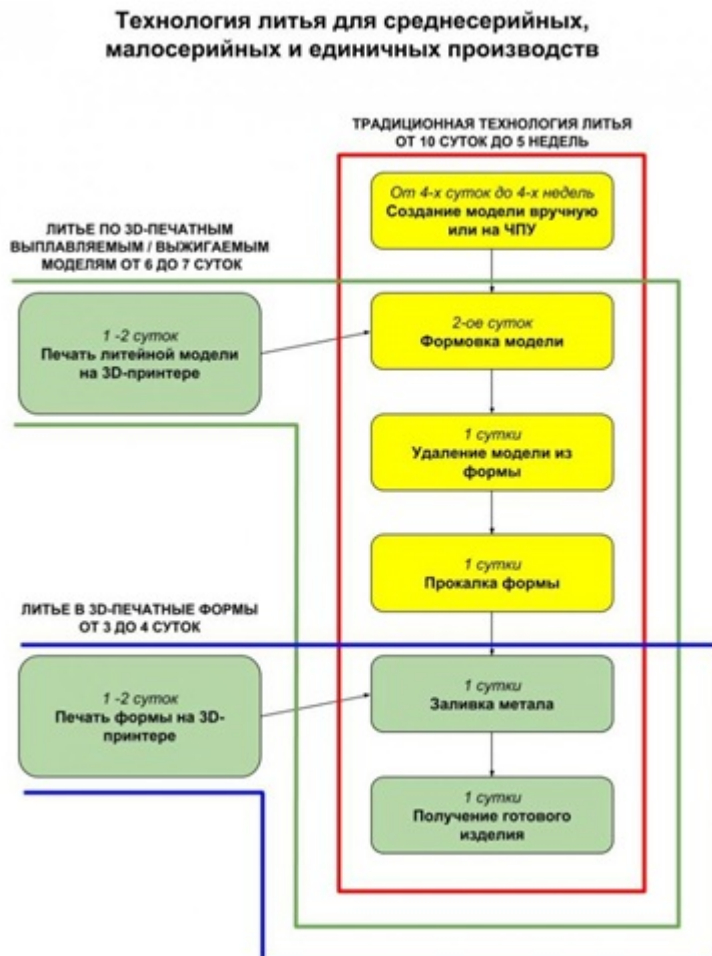 Технология литья для среднесерийных,
малосерийных и единичных производств
ТРАДИЦИОННАЯ ТЕХНОЛОГИЯ ЛИТЬЯ
ОТ 10 СУТОК ДО 5 НЕДЕЛЬ
От 4-х суток до 4-х недель
Создание модели вручную
или на ЧПУ
ЛИТЬЕ ПО 3D-ПЕЧАТНЫМ
ВЫПЛАВЛЯЕМЫМ / ВЫЖИГАЕМЫМ
МОДЕЛЯМ ОТ 6 ДО 7 СУТОК
1 -2 суток
Печать литейной модели
на 3D-принтере
2-ое суток
Формовка модели
1 сутки
Удаление модели из
формы
1 сутки
Прокалка формы
ЛИТЬЕ В 3D-ПЕЧАТНЫЕ ФОРМЫ
ОТ 3 ДО 4 СУТОК
1 -2 суток
Печать формы на 3D-
принтере
1 сутки
Заливка метала
1 сутки
Получение готового
изделия